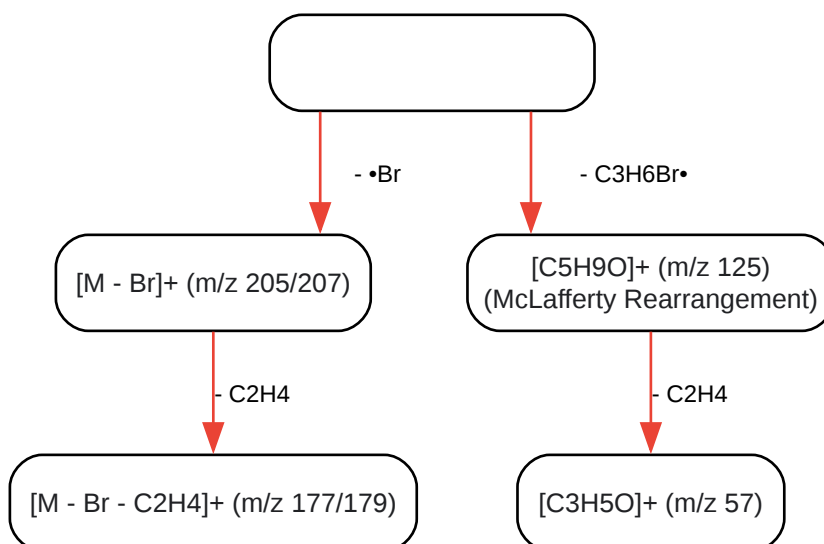 - •Br
- C3H6Br•
[M - Br]+ (m/z 205/207)
[C5H9O]+ (m/z 125)
(McLafferty Rearrangement)
- C2H4
- C2H4
[M - Br - C2H4]+ (m/z 177/179)
[C3H5O]+ (m/z 57)